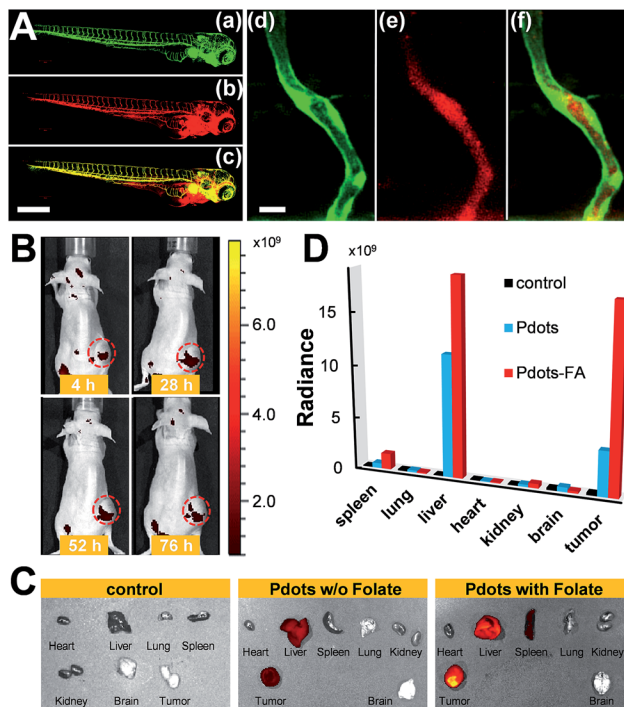 A
(a)
(b)
(c)
(d)
(e)
(f)
B
4 h
28 h
52 h
76 h
x10⁹
6.0
4.0
2.0
D
x10⁹
15
10
5
0
Radiance
control
Pdots
Pdots-FA
spleen
lung
liver
heart
kidney
brain
tumor
C
control
Heart
Liver
Lung
Spleen
Kidney
Brain
Tumor
Pdots w/o Folate
Heart
Liver
Spleen
Lung
Kidney
Tumor
Brain
Pdots with Folate
Heart
Liver
Spleen
Lung
Kidney
Tumor
Brain